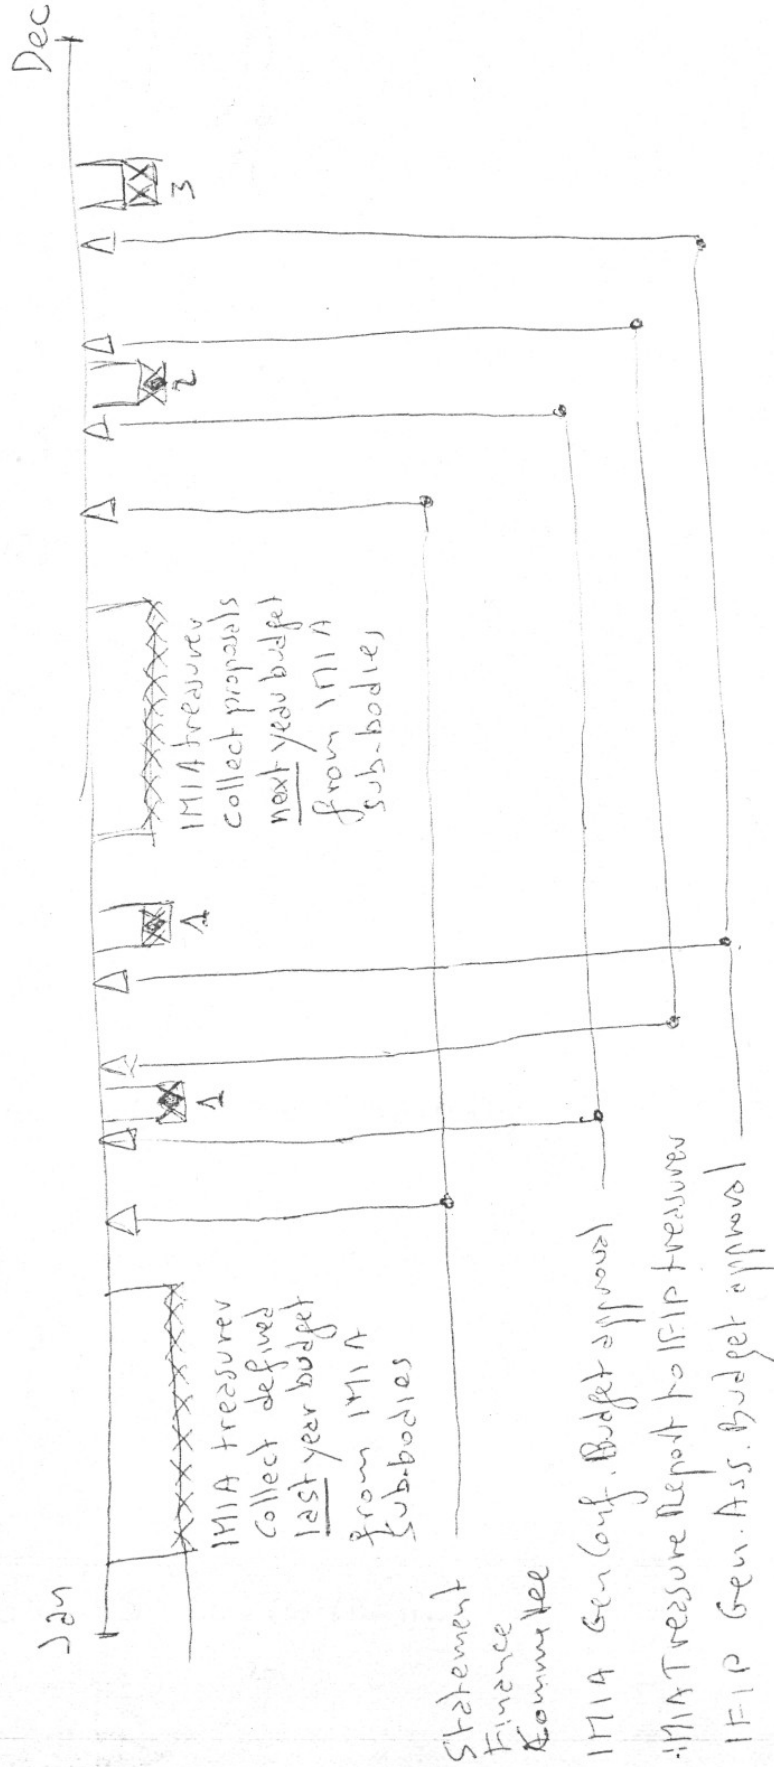 Jan
Dec
IMIA treasurer
Collect defined
last year budget
from IMIA
sub-bodies
1
1
IMIA treasurer
collect proposals
next year budget
from IMIA
sub-bodies
2
3
Statement
Finance
Committee
IMIA Gen Conf. Budget approval
IMIA Treasure Report to IFIP treasurer
IFIP Gen. Ass. Budget approval